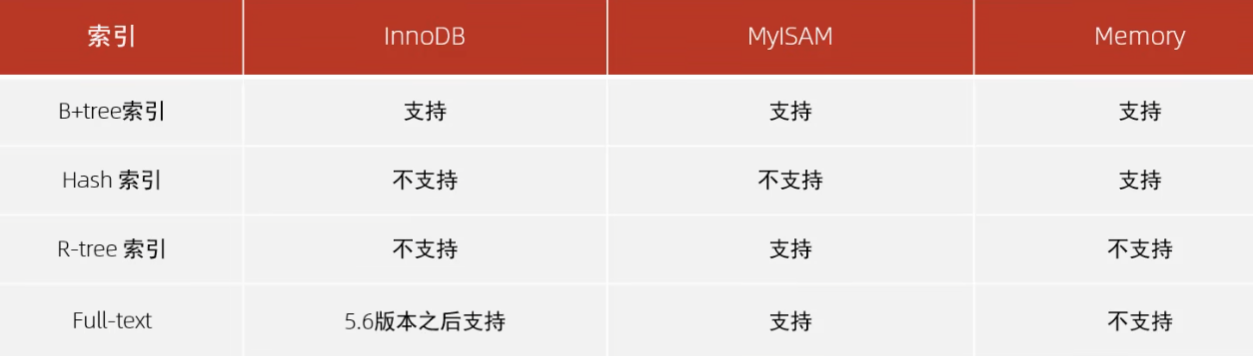 索引 InnoDB MyISAM Memory
B+tree索引 支持 支持 支持
Hash 索引 不支持 不支持 支持
R-tree 索引 不支持 支持 不支持
Full-text 5.6版本之后支持 支持 不支持